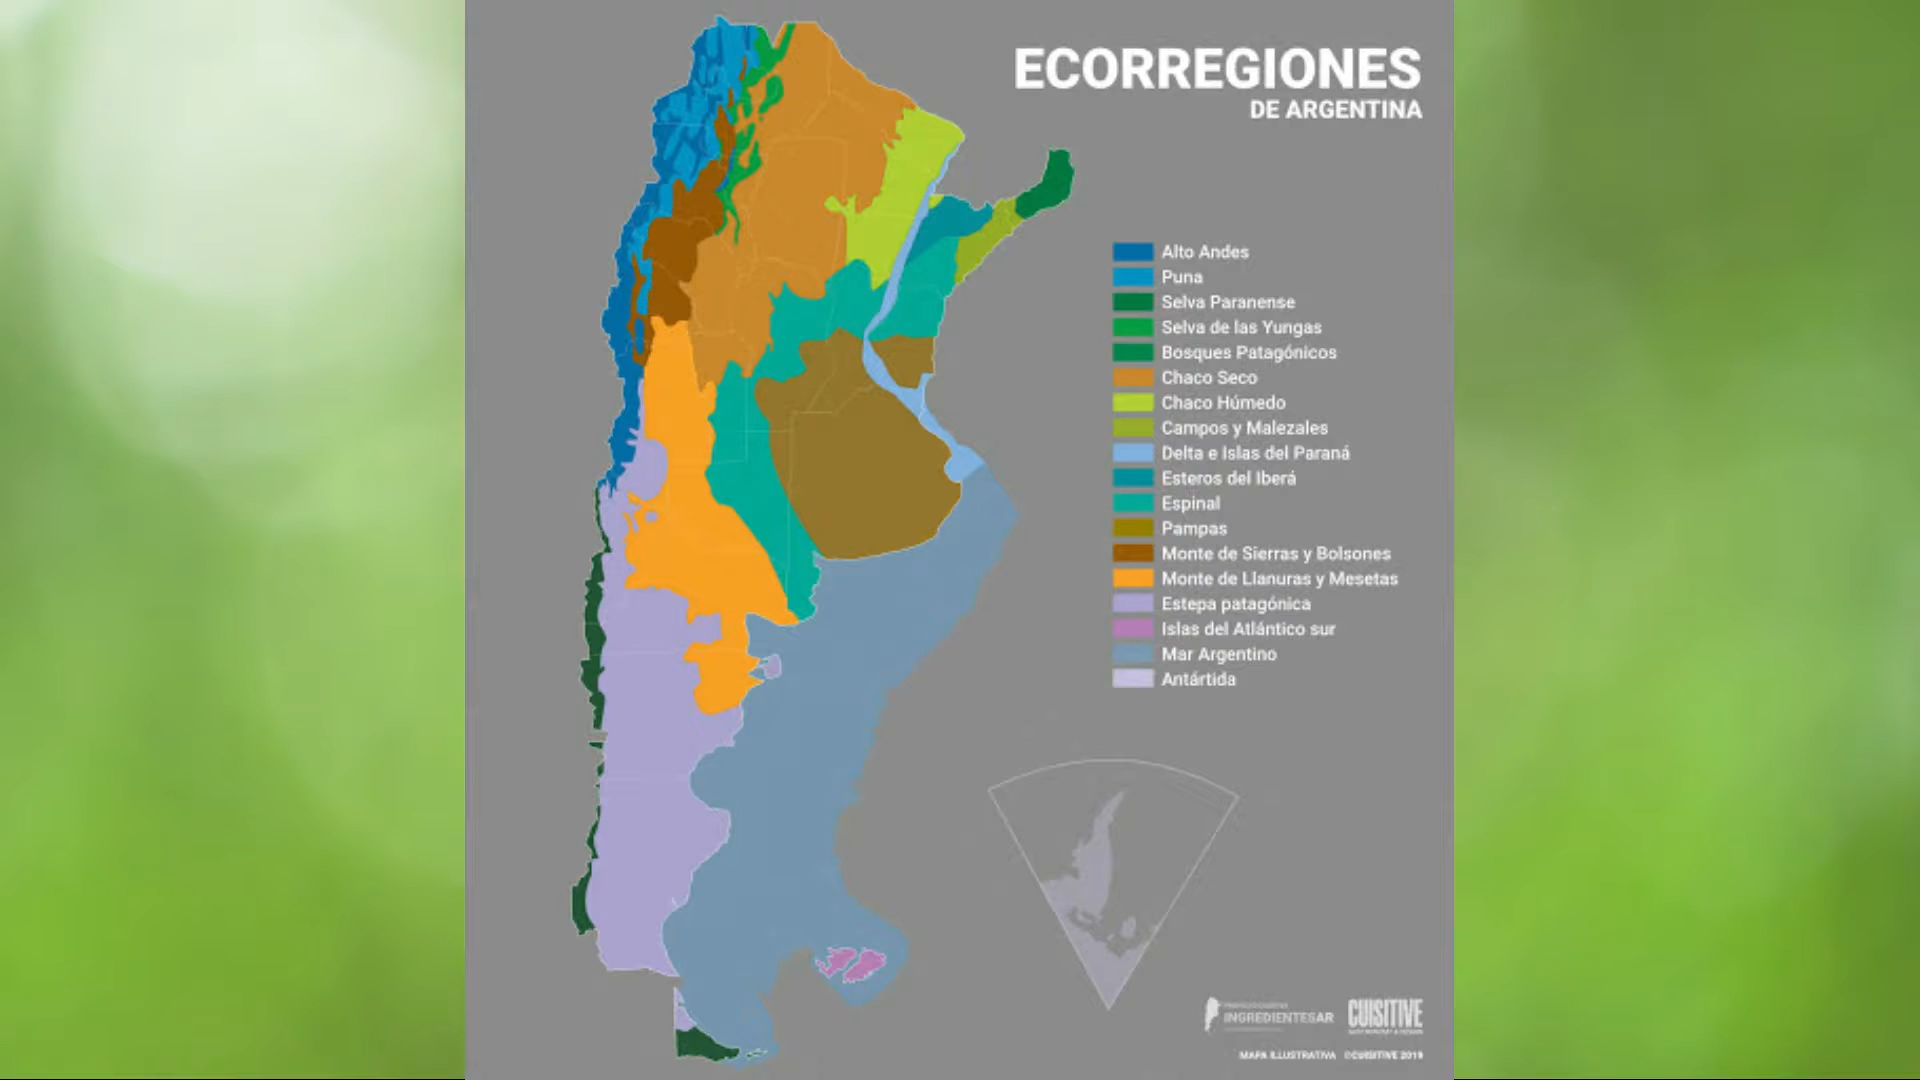 ECORREGIONES
DE ARGENTINA
Alto Andes
Puna
Selva Paranense
Selva de las Yungas
Bosques Patagónicos
Chaco Seco
Chaco Húmedo
Campos y Malezales
Delta e Islas del Paraná
Esteros del Iberá
Espinal
Pampas
Monte de Sierras y Bolsones
Monte de Llanuras y Mesetas
Estepa patagónica
Islas del Atlántico sur
Mar Argentino
Antártida
INGREDIENTESAR
CUISITIVE
MAPA ILLUSTRATIVA ©CUISITIVE 2019